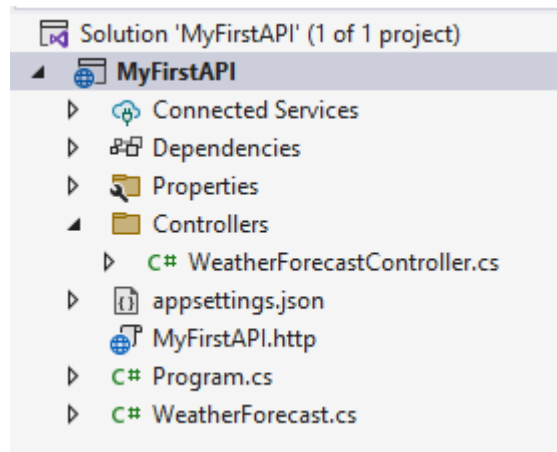 Solution 'MyFirstAPI' (1 of 1 project)
MyFirstAPI
Connected Services
Dependencies
Properties
Controllers
C# WeatherForecastController.cs
appsettings.json
MyFirstAPI.http
C# Program.cs
C# WeatherForecast.cs